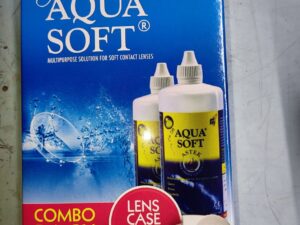 AQUA
SOFT®
MULTIPURPOSE SOLUTION FOR SOFT CONTACT LENSES
AQUA
SOFT
COMBO
LENS
CASE